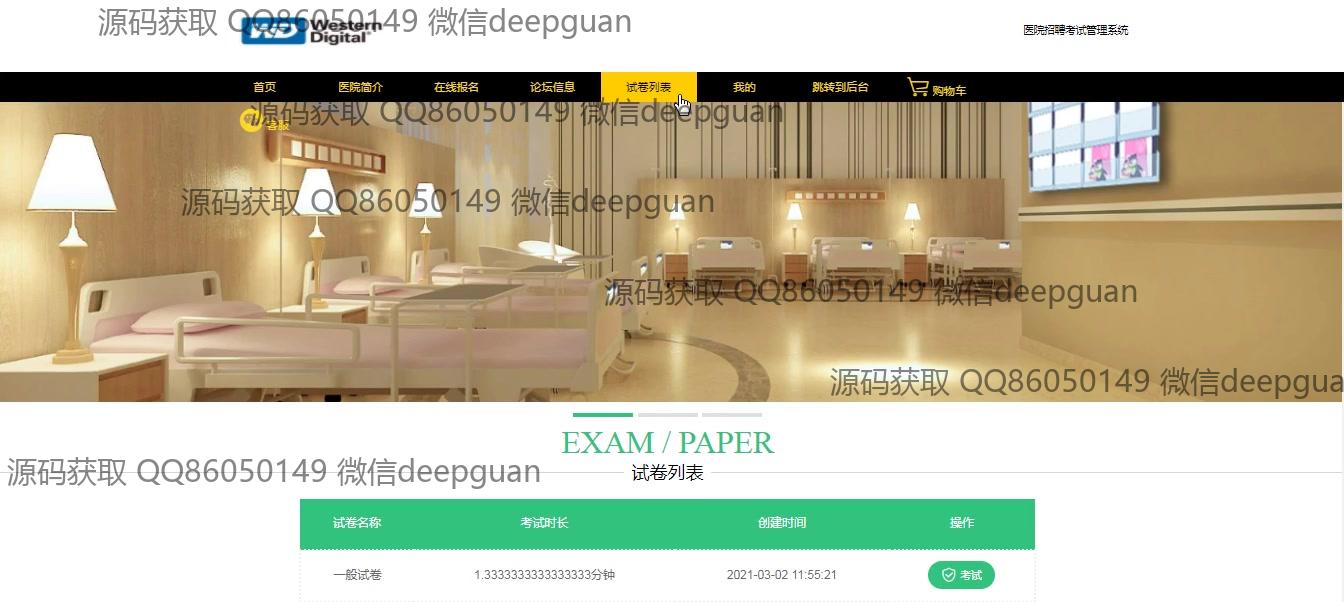 源码获取 QQ86050149 微信deepguan
WD Western Digital
医院招聘考试管理系统
首页 医院简介 在线报名 论坛信息 试卷列表 我的 跳转到后台 购物车
源码获取 QQ86050149 微信deepguan
客服
源码获取 QQ86050149 微信deepguan
源码获取 QQ86050149 微信deepguan
源码获取 QQ86050149 微信deepgua
EXAM / PAPER
源码获取 QQ86050149 微信deepguan
试卷列表
试卷名称 考试时长 创建时间 操作
一般试卷 1.3333333333333333分钟 2021-03-02 11:55:21 考试